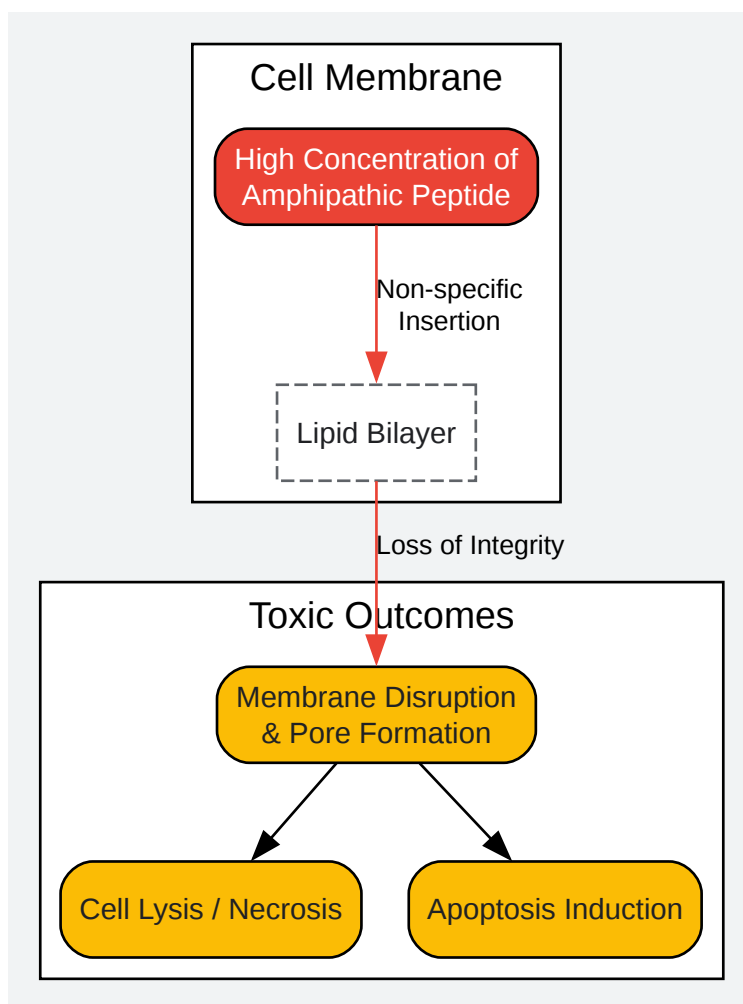 Cell Membrane
High Concentration of
Amphipathic Peptide
Non-specific
Insertion
Lipid Bilayer
Loss of Integrity
Toxic Outcomes
Membrane Disruption
& Pore Formation
Cell Lysis / Necrosis
Apoptosis Induction